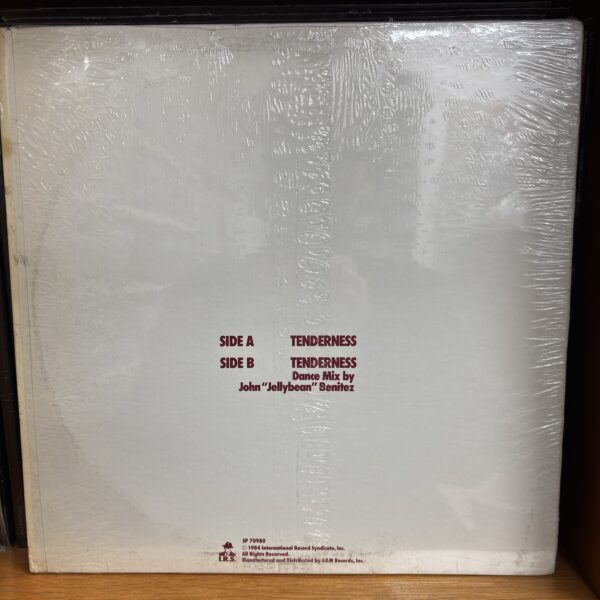 SIDE A TENDERNESS
SIDE B TENDERNESS
Dance Mix by
John "Jellybean" Benitez
SP 70980
© 1984 International Record Syndicate, Inc.
All Rights Reserved.
Manufactured and Distributed by A&M Records, Inc.
I.R.S.